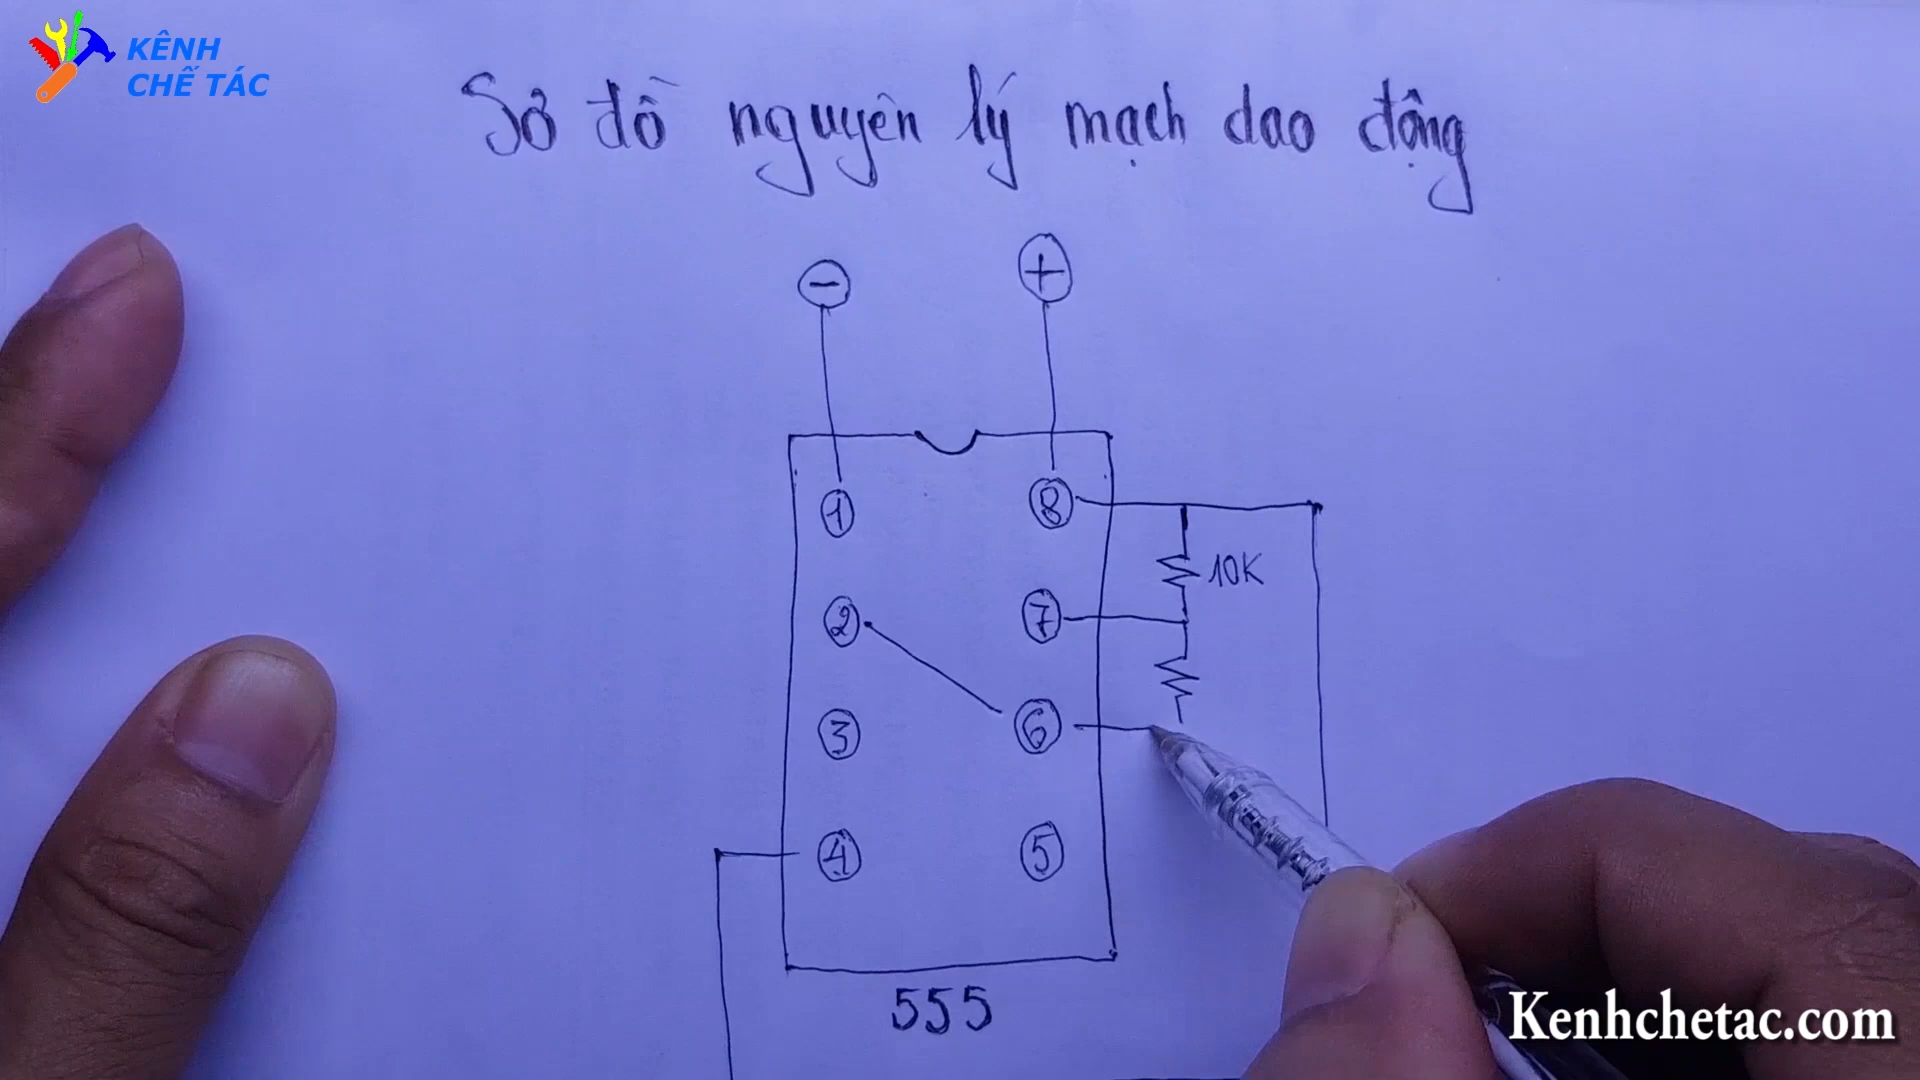 KÊNH
CHẾ TÁC
Sơ đồ nguyên lý mạch dao động
−
+
1
8
10K
2
7
3
6
4
5
555
Kenhchetac.com